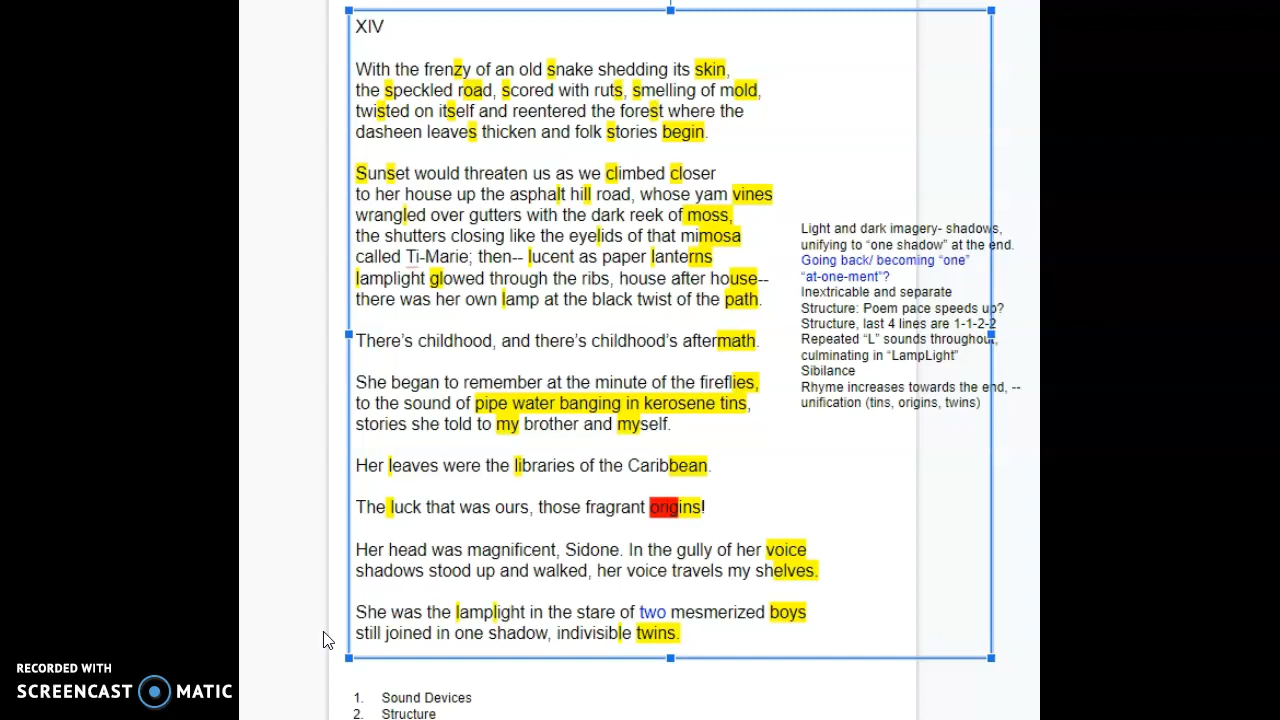 XIV
With the frenzy of an old snake shedding its skin,
the speckled road, scored with ruts, smelling of mold,
twisted on itself and reentered the forest where the
dasheen leaves thicken and folk stories begin.
Sunset would threaten us as we climbed closer
to her house up the asphalt hill road, whose yam vines
wrangled over gutters with the dark reek of moss,
the shutters closing like the eyelids of that mimosa
called Ti-Marie; then-- lucent as paper lanterns
lamplight glowed through the ribs, house after house--
there was her own lamp at the black twist of the path.
There's childhood, and there's childhood's aftermath.
She began to remember at the minute of the fireflies,
to the sound of pipe water banging in kerosene tins,
stories she told to my brother and myself.
Her leaves were the libraries of the Caribbean.
The luck that was ours, those fragrant origins!
Her head was magnificent, Sidone. In the gully of her voice
shadows stood up and walked, her voice travels my shelves.
She was the lamplight in the stare of two mesmerized boys
still joined in one shadow, indivisible twins.
Light and dark imagery- shadows,
unifying to “one shadow” at the end.
Going back/ becoming “one”
“at-one-ment”?
Inextricable and separate
Structure: Poem pace speeds up?
Structure, last 4 lines are 1-1-2-2
Repeated “L” sounds throughout,
culminating in “LampLight”
Sibilance
Rhyme increases towards the end, --
unification (tins, origins, twins)
1. Sound Devices
2. Structure
RECORDED WITH
SCREENCAST MATIC